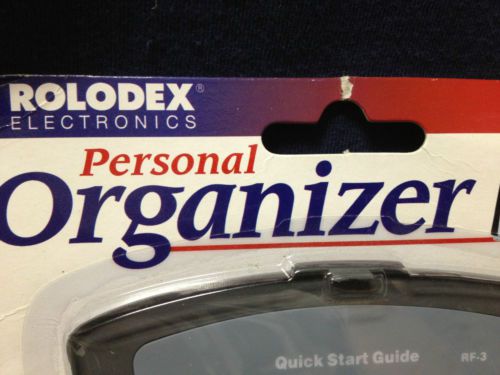 ROLODEX®
ELECTRONICS
Personal
Organizer
Quick Start Guide RF-3